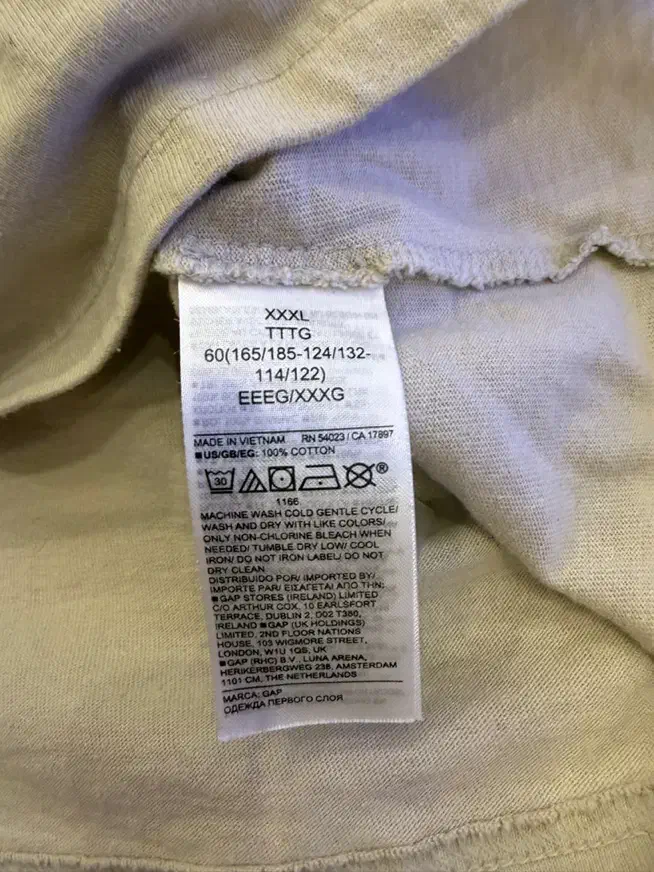 XXXL
TTTG
60(165/185-124/132-
114/122)
EEEG/XXXG
MADE IN VIETNAM RN 54023 / CA 17897
■US/GB/EG: 100% COTTON
30 ®
1166
MACHINE WASH COLD GENTLE CYCLE/
WASH AND DRY WITH LIKE COLORS/
ONLY NON-CHLORINE BLEACH WHEN
NEEDED/ TUMBLE DRY LOW/ COOL
IRON/ DO NOT IRON LABEL/ DO NOT
DRY CLEAN
DISTRIBUIDO POR/ IMPORTED BY/
IMPORTE PAR/ ΕΙΣΑΓΕΤΑΙ ΑΠΟ ΤΗΝ:
■GAP STORES (IRELAND) LIMITED
C/O ARTHUR COX, 10 EARLSFORT
TERRACE, DUBLIN 2, D02 T380,
IRELAND ■GAP (UK HOLDINGS)
LIMITED, 2ND FLOOR NATIONS
HOUSE, 103 WIGMORE STREET,
LONDON, W1U 1QS, UK
■GAP (RHC) B.V., LUNA ARENA,
HERIKERBERGWEG 238, AMSTERDAM
1101 CM, THE NETHERLANDS
МАРСА: GAP
ОДЕЖДА ПЕРВОГО СЛОЯ